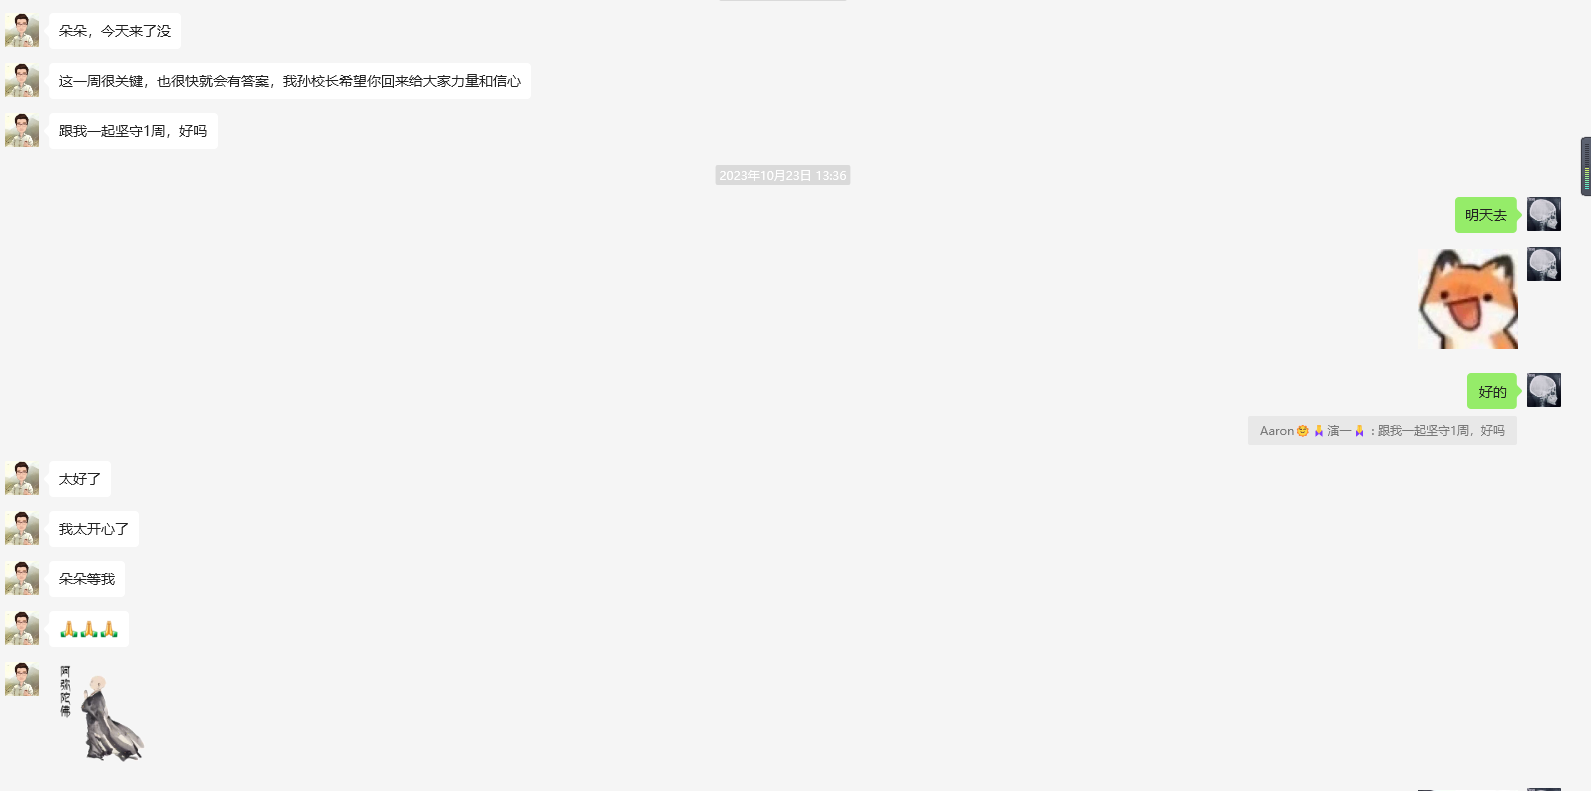 朵朵，今天来了没
这一周很关键，也很快就会有答案，我孙校长希望你回来给大家力量和信心
跟我一起坚守1周，好吗
2023年10月23日 13:36
明天去
好的
Aaron😊🙏演一🙏：跟我一起坚守1周，好吗
太好了
我太开心了
朵朵等我
🙏🙏🙏
阿弥陀佛